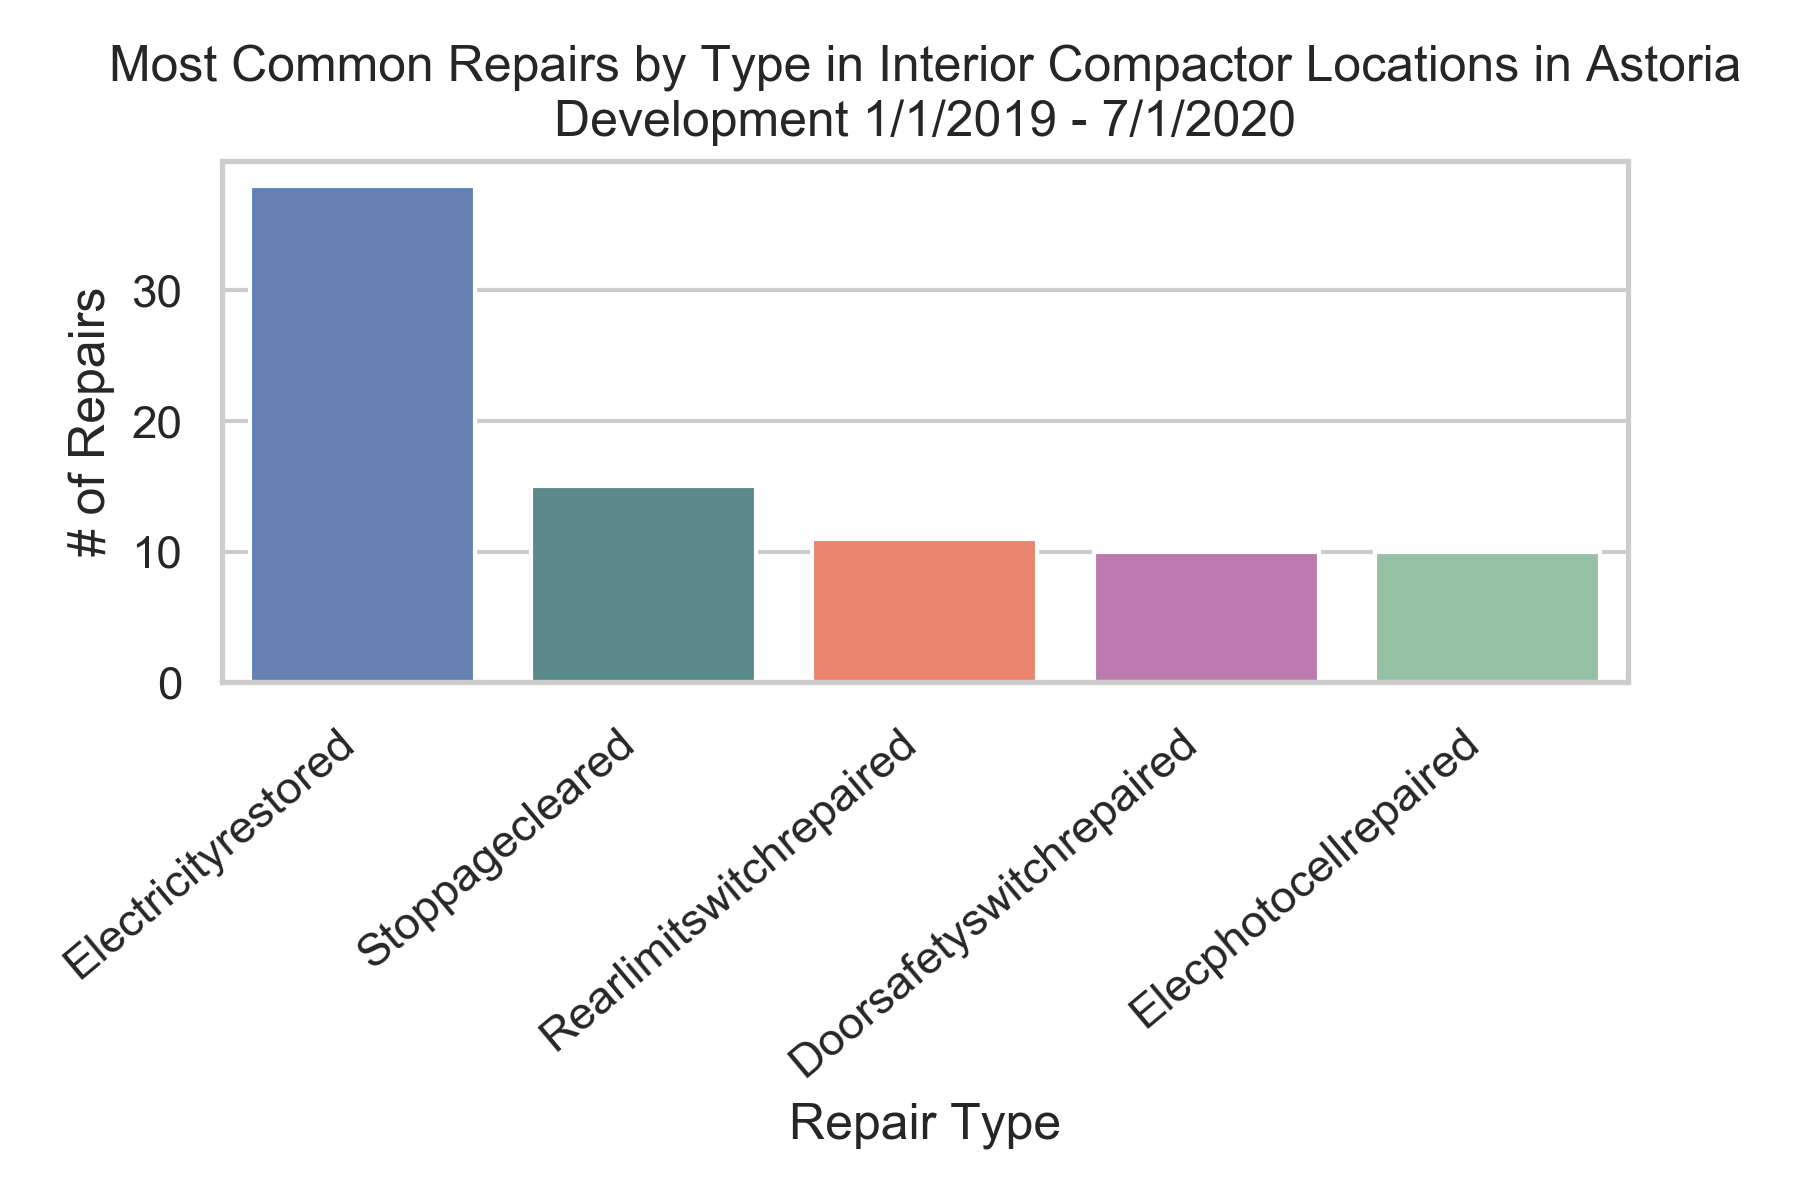 Most Common Repairs by Type in Interior Compactor Locations in Astoria
Development 1/1/2019 - 7/1/2020
# of Repairs
30
20
10
0
Electricityrestored
Stoppagecleared
Rearlimitswitchrepaired
Doorsafetyswitchrepaired
Elecphotocellrepaired
Repair Type